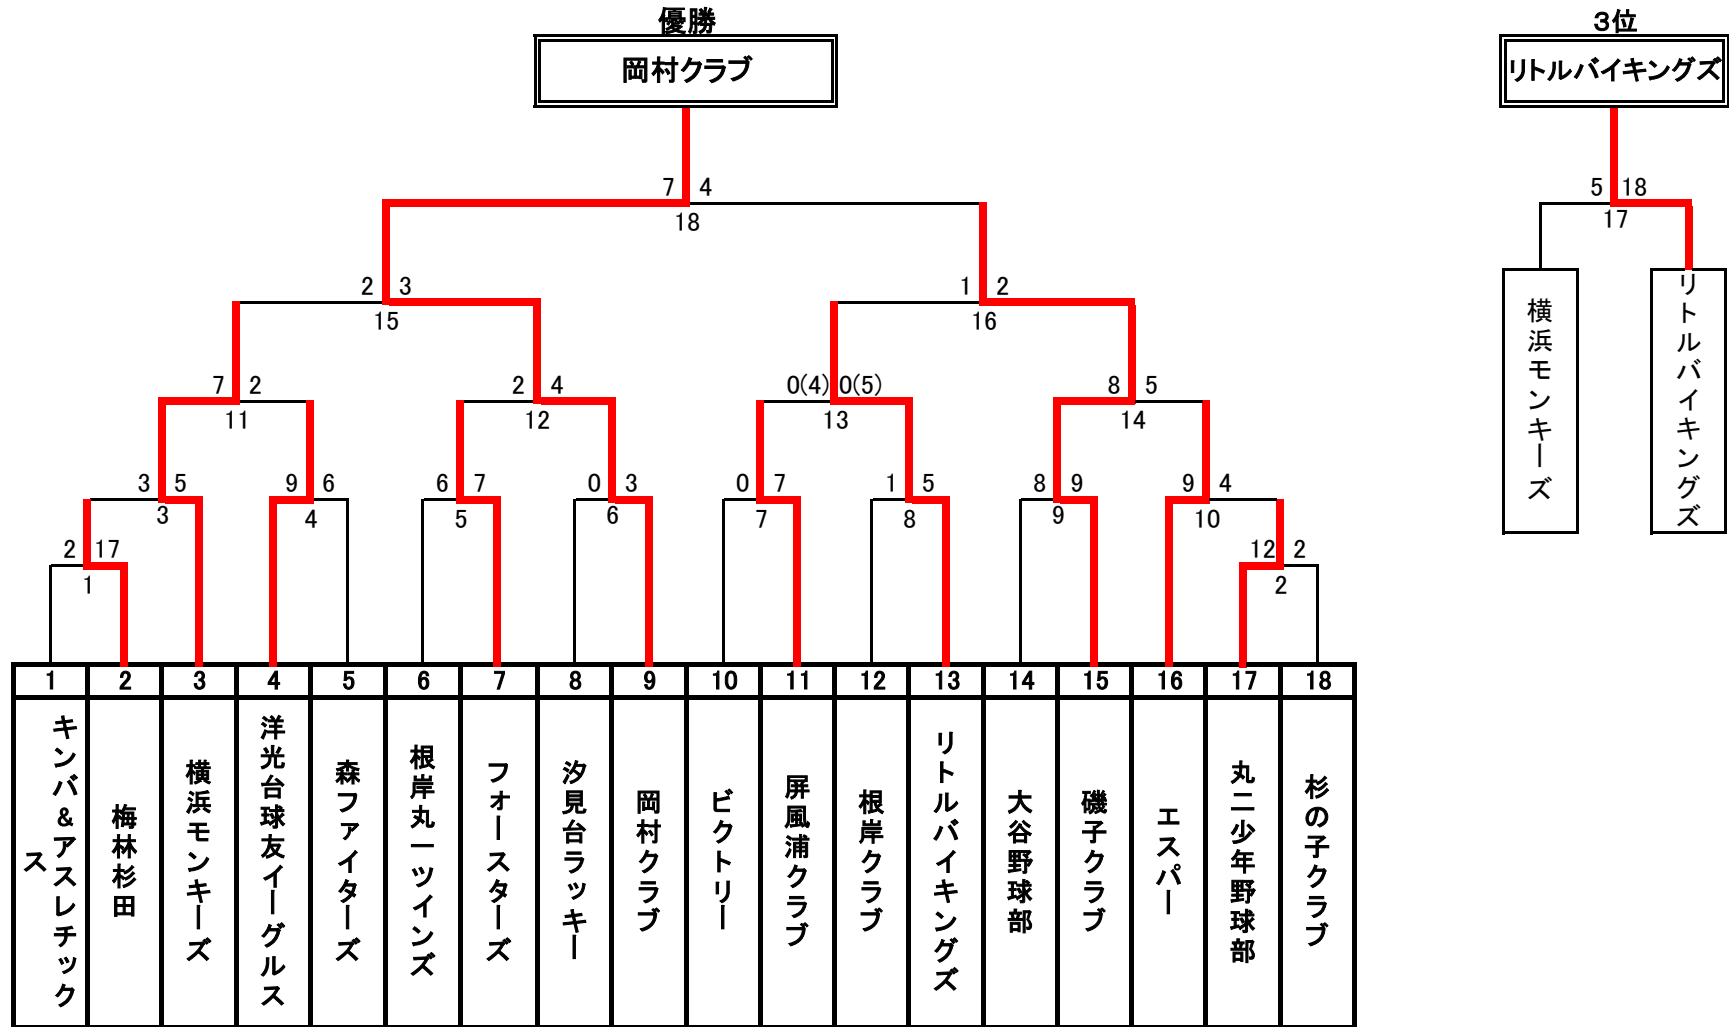 優勝
3位
岡村クラブ
リトルバイキングズ
7 4
18
5 18
17
2 3
15
1 2
16
横浜モンキーズ
リトルバイキングズ
7 2
11
2 4
12
0(4) 0(5)
13
8 5
14
3 5
3
9 6
4
6 7
5
0 3
6
0 7
7
1 5
8
8 9
9
9 4
10
2 17
1
12 2
2
1 2 3 4 5 6 7 8 9 10 11 12 13 14 15 16 17 18
キンバ&アスレチックス
梅林杉田
横浜モンキーズ
洋光台球友イーグルス
森ファイターズ
根岸丸一ツインズ
フォースターズ
汐見台ラッキー
岡村クラブ
ビクトリー
屏風浦クラブ
根岸クラブ
リトルバイキングズ
大谷野球部
磯子クラブ
エスパー
丸二少年野球部
杉の子クラブ